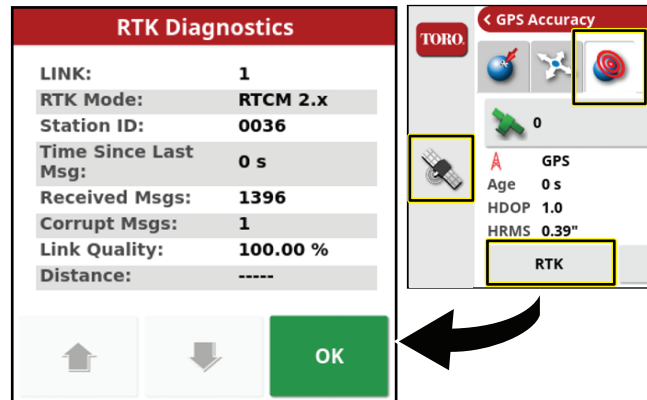 RTK Diagnostics
LINK: 1
RTK Mode: RTCM 2.x
Station ID: 0036
Time Since Last
Msg: 0 s
Received Msgs: 1396
Corrupt Msgs: 1
Link Quality: 100.00 %
Distance: -----
OK
TORO.
< GPS Accuracy
0
GPS
Age 0 s
HDOP 1.0
HRMS 0.39"
RTK